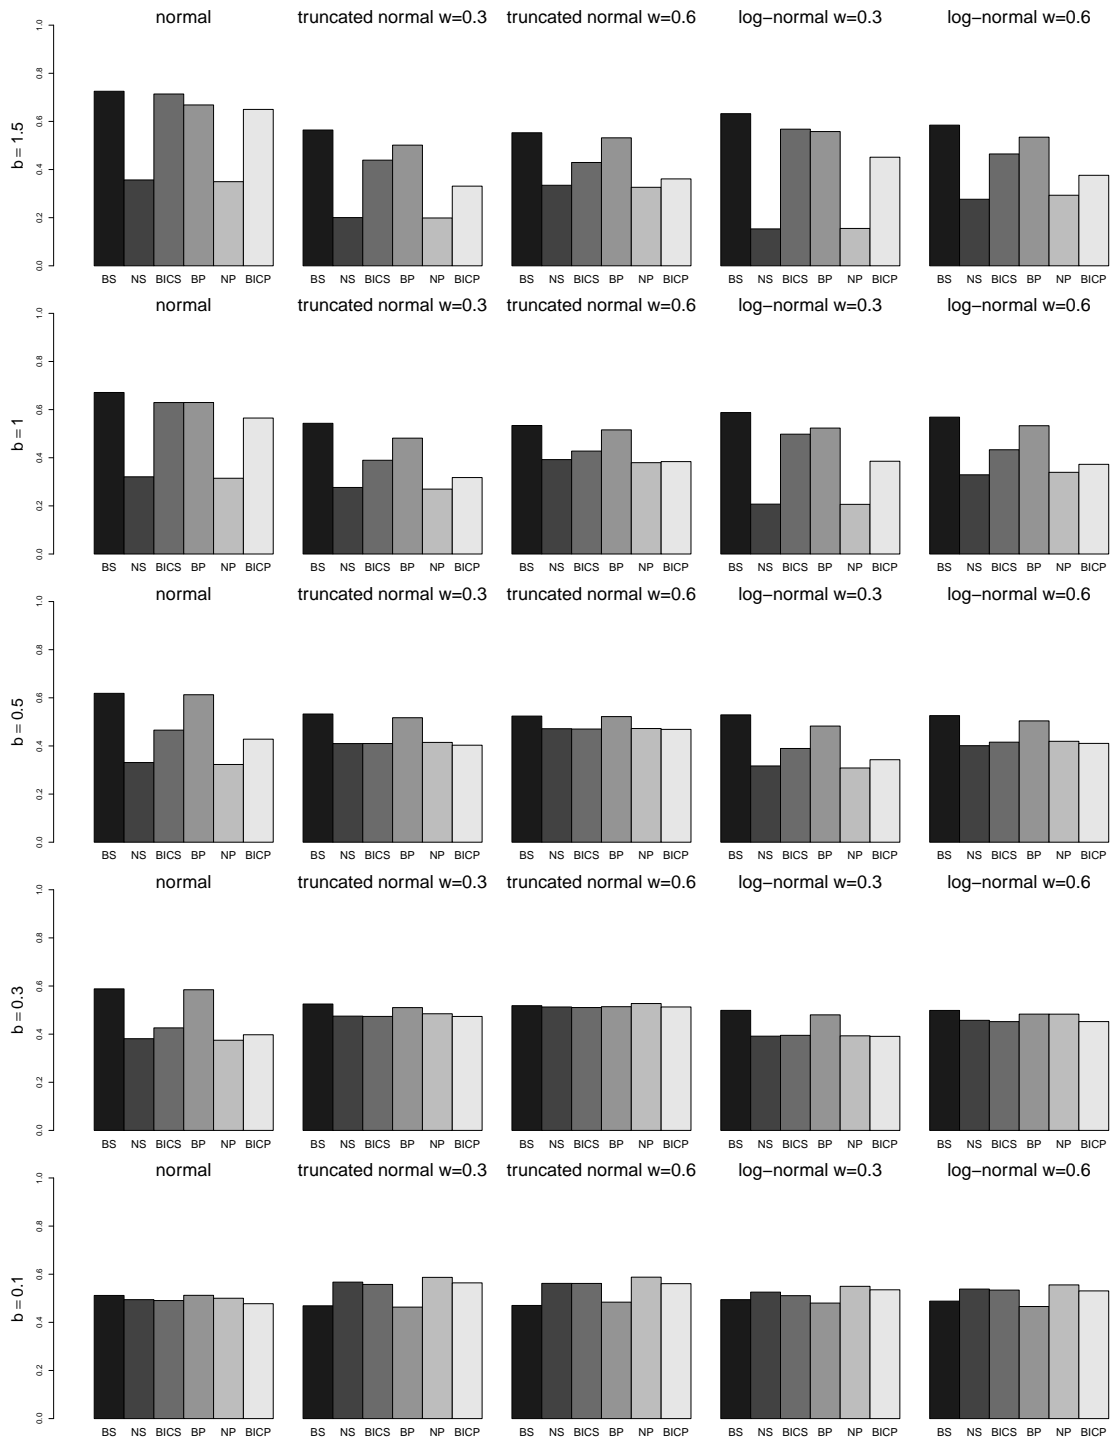 normal truncated normal w=0.3 truncated normal w=0.6 log−normal w=0.3 log−normal w=0.6
b = 1.5
0.0 0.2 0.4 0.6 0.8 1.0
BS NS BICS BP NP BICP BS NS BICS BP NP BICP BS NS BICS BP NP BICP BS NS BICS BP NP BICP BS NS BICS BP NP BICP
normal truncated normal w=0.3 truncated normal w=0.6 log−normal w=0.3 log−normal w=0.6
b = 1
0.0 0.2 0.4 0.6 0.8 1.0
BS NS BICS BP NP BICP BS NS BICS BP NP BICP BS NS BICS BP NP BICP BS NS BICS BP NP BICP BS NS BICS BP NP BICP
normal truncated normal w=0.3 truncated normal w=0.6 log−normal w=0.3 log−normal w=0.6
b = 0.5
0.0 0.2 0.4 0.6 0.8 1.0
BS NS BICS BP NP BICP BS NS BICS BP NP BICP BS NS BICS BP NP BICP BS NS BICS BP NP BICP BS NS BICS BP NP BICP
normal truncated normal w=0.3 truncated normal w=0.6 log−normal w=0.3 log−normal w=0.6
b = 0.3
0.0 0.2 0.4 0.6 0.8 1.0
BS NS BICS BP NP BICP BS NS BICS BP NP BICP BS NS BICS BP NP BICP BS NS BICS BP NP BICP BS NS BICS BP NP BICP
normal truncated normal w=0.3 truncated normal w=0.6 log−normal w=0.3 log−normal w=0.6
b = 0.1
0.0 0.2 0.4 0.6 0.8 1.0
BS NS BICS BP NP BICP BS NS BICS BP NP BICP BS NS BICS BP NP BICP BS NS BICS BP NP BICP BS NS BICS BP NP BICP